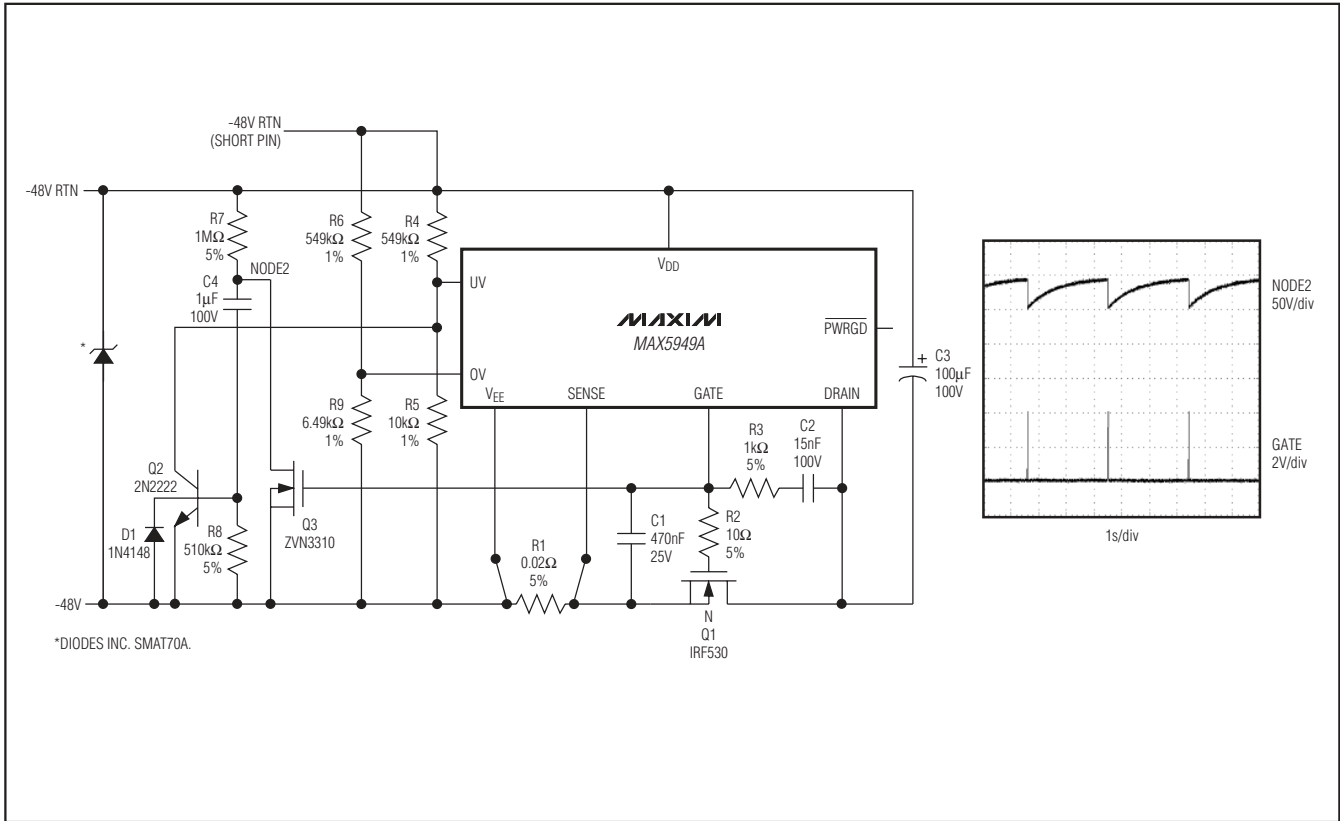 -48V RTN
(SHORT PIN)
-48V RTN
R7
1MΩ
5%
R6
549kΩ
1%
R4
549kΩ
1%
NODE2
C4
1μF
100V
*
VDD
UV
MAXIM
MAX5949A
PWRGD
OV
VEE
SENSE
GATE
DRAIN
+
C3
100μF
100V
R9
6.49kΩ
1%
R5
10kΩ
1%
R3
1kΩ
5%
C2
15nF
100V
Q2
2N2222
D1
1N4148
R8
510kΩ
5%
Q3
ZVN3310
R1
0.02Ω
5%
C1
470nF
25V
R2
10Ω
5%
-48V
N
Q1
IRF530
*DIODES INC. SMAT70A.
NODE2
50V/div
GATE
2V/div
1s/div